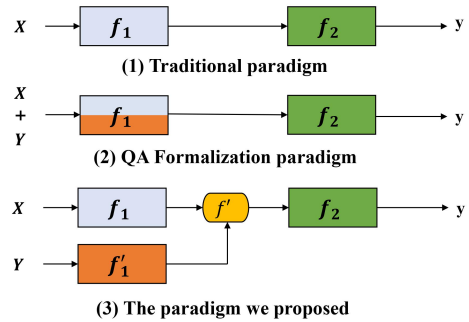 X f₁ f₂ y
(1) Traditional paradigm
X + Y f₁ f₂ y
(2) QA Formalization paradigm
X f₁ f′ f₂ y
Y f′₁
(3) The paradigm we proposed